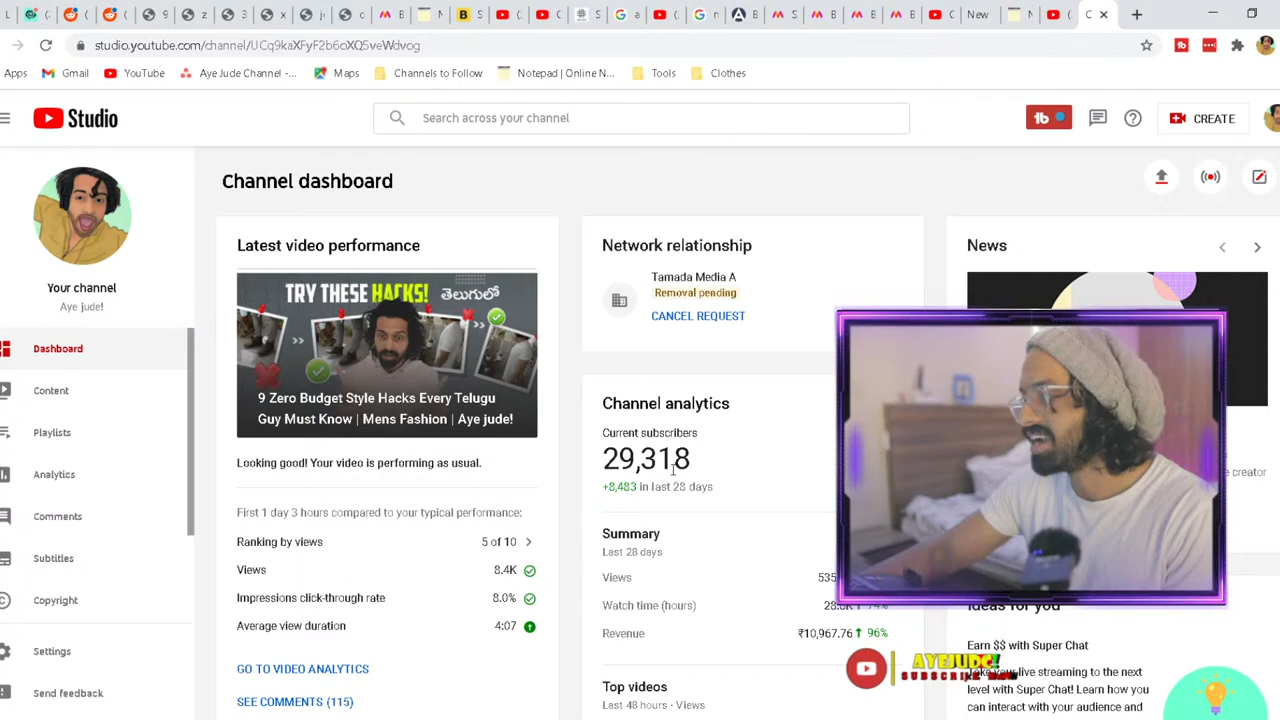 New
studio.youtube.com/channel/UCq9kaXFyF2b6oXQ5veWdvog
Apps
Gmail
YouTube
Aye Jude Channel -...
Maps
Channels to Follow
Notepad | Online N...
Tools
Clothes
Studio
Search across your channel
CREATE
Your channel
Aye jude!
Dashboard
Content
Playlists
Analytics
Comments
Subtitles
Copyright
Settings
Send feedback
Channel dashboard
Latest video performance
TRY THESE HACKS! తెలుగులో
9 Zero Budget Style Hacks Every Telugu
Guy Must Know | Mens Fashion | Aye jude!
Looking good! Your video is performing as usual.
First 1 day 3 hours compared to your typical performance:
Ranking by views 5 of 10
Views 8.4K
Impressions click-through rate 8.0%
Average view duration 4:07
GO TO VIDEO ANALYTICS
SEE COMMENTS (115)
Network relationship
Tamada Media A
Removal pending
CANCEL REQUEST
Channel analytics
Current subscribers
29,318
+8,483 in last 28 days
Summary
Last 28 days
Views
Watch time (hours)
Revenue ₹10,967.76 96%
Top videos
Last 48 hours · Views
News
creator
Ideas for you
Earn $$ with Super Chat
Take your live streaming to the next
level with Super Chat! Learn how you
can interact with your audience and
AYEJUDE!
SUBSCRIBE NOW